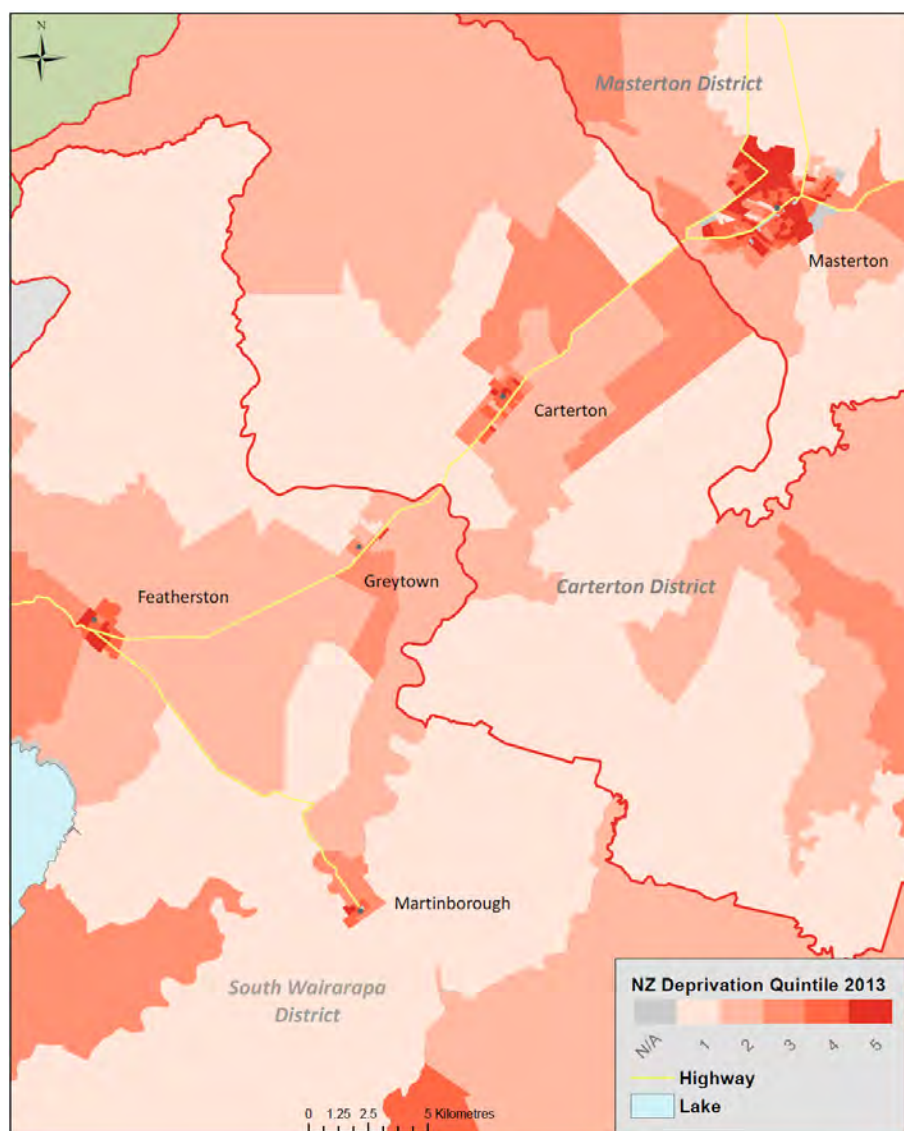 N
Masterton District
Masterton
Carterton
Greytown
Featherston
Carterton District
Martinborough
South Wairarapa
District
NZ Deprivation Quintile 2013
N/A 1 2 3 4 5
Highway
Lake
0 1.25 2.5 5 Kilometres